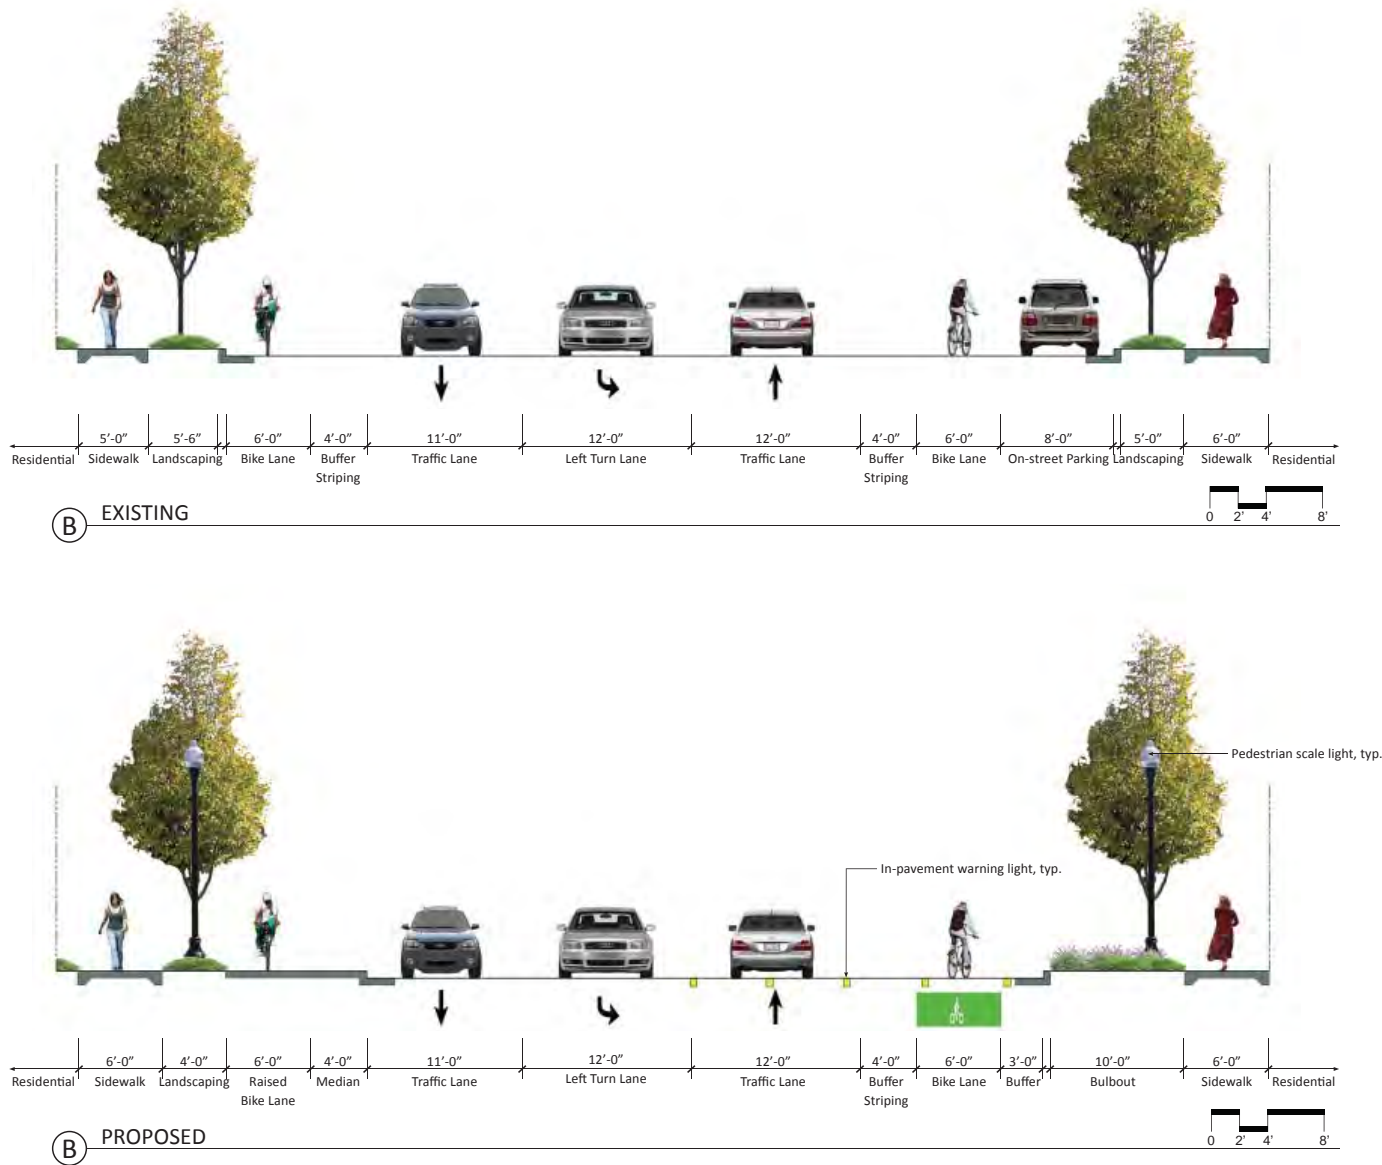 5'-0" 5'-6" 6'-0" 4'-0" 11'-0" 12'-0" 12'-0" 4'-0" 6'-0" 8'-0" 5'-0" 6'-0"
Residential Sidewalk Landscaping Bike Lane Buffer Traffic Lane Left Turn Lane Traffic Lane Buffer Bike Lane On-street Parking Landscaping Sidewalk Residential
Striping Striping
B EXISTING
0 2' 4' 8'
Pedestrian scale light, typ.
In-pavement warning light, typ.
6'-0" 4'-0" 6'-0" 4'-0" 11'-0" 12'-0" 12'-0" 4'-0" 6'-0" 3'-0" 10'-0" 6'-0"
Residential Sidewalk Landscaping Raised Median Traffic Lane Left Turn Lane Traffic Lane Buffer Bike Lane Buffer Bulbout Sidewalk Residential
Bike Lane Striping
B PROPOSED
0 2' 4' 8'